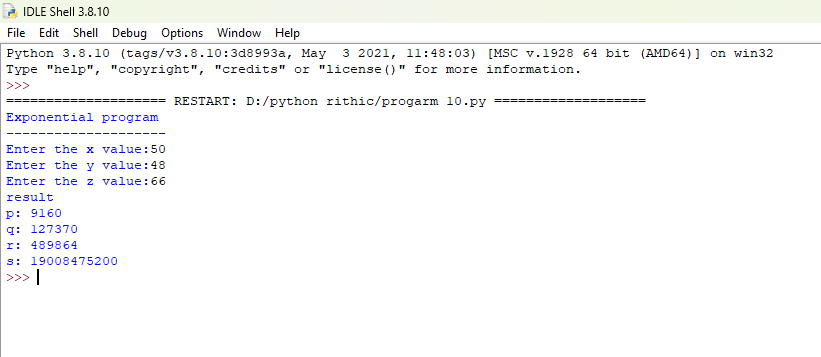 IDLE Shell 3.8.10
File Edit Shell Debug Options Window Help
Python 3.8.10 (tags/v3.8.10:3d8993a, May  3 2021, 11:48:03) [MSC v.1928 64 bit (AMD64)] on win32
Type "help", "copyright", "credits" or "license()" for more information.
>>>
==================== RESTART: D:/python rithic/progarm 10.py ===================
Exponential program
--------------------
Enter the x value:50
Enter the y value:48
Enter the z value:66
result
p: 9160
q: 127370
r: 489864
s: 19008475200
>>>